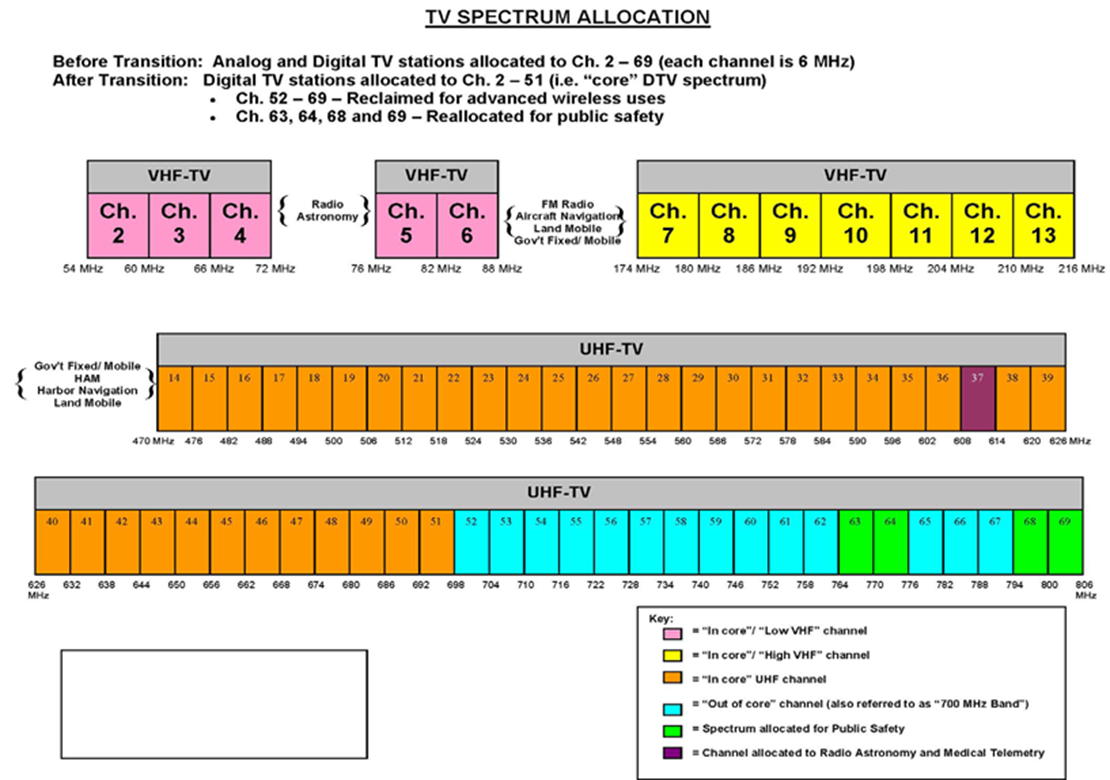 TV SPECTRUM ALLOCATION
Before Transition: Analog and Digital TV stations allocated to Ch. 2 – 69 (each channel is 6 MHz)
After Transition: Digital TV stations allocated to Ch. 2 – 51 (i.e. “core” DTV spectrum)
• Ch. 52 – 69 – Reclaimed for advanced wireless uses
• Ch. 63, 64, 68 and 69 – Reallocated for public safety
VHF-TV
Ch. 2 Ch. 3 Ch. 4
54 MHz 60 MHz 66 MHz 72 MHz
{ Radio
Astronomy }
VHF-TV
Ch. 5 Ch. 6
76 MHz 82 MHz 88 MHz
{ FM Radio
Aircraft Navigation
Land Mobile
Gov't Fixed/ Mobile }
VHF-TV
Ch. 7 Ch. 8 Ch. 9 Ch. 10 Ch. 11 Ch. 12 Ch. 13
174 MHz 180 MHz 186 MHz 192 MHz 198 MHz 204 MHz 210 MHz 216 MHz
{ Gov't Fixed/ Mobile
HAM
Harbor Navigation
Land Mobile }
UHF-TV
14 15 16 17 18 19 20 21 22 23 24 25 26 27 28 29 30 31 32 33 34 35 36 37 38 39
470 MHz 476 482 488 494 500 506 512 518 524 530 536 542 548 554 560 566 572 578 584 590 596 602 608 614 620 626 MHz
UHF-TV
40 41 42 43 44 45 46 47 48 49 50 51 52 53 54 55 56 57 58 59 60 61 62 63 64 65 66 67 68 69
626 MHz 632 638 644 650 656 662 668 674 680 686 692 698 704 710 716 722 728 734 740 746 752 758 764 770 776 782 788 794 800 806 MHz
Key:
= “In core”/ “Low VHF” channel
= “In core”/ “High VHF” channel
= “In core” UHF channel
= “Out of core” channel (also referred to as “700 MHz Band”)
= Spectrum allocated for Public Safety
= Channel allocated to Radio Astronomy and Medical Telemetry